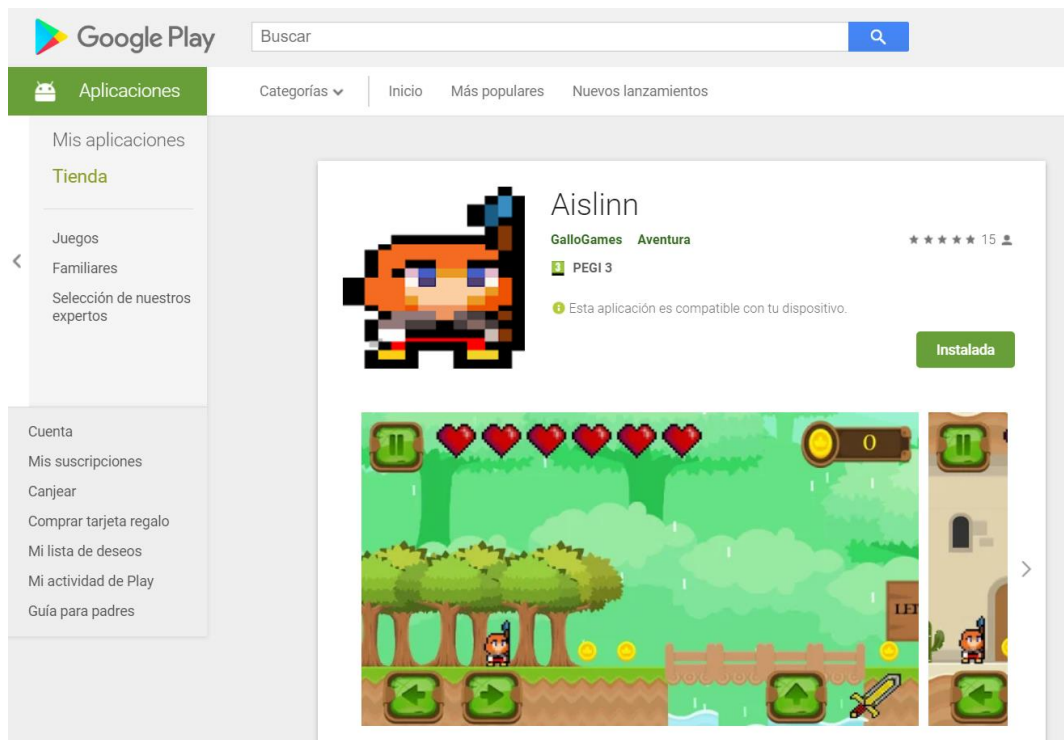 Google Play
Buscar
Aplicaciones
Categorías
Inicio
Más populares
Nuevos lanzamientos
Mis aplicaciones
Tienda
Juegos
Familiares
Selección de nuestros
expertos
Cuenta
Mis suscripciones
Canjear
Comprar tarjeta regalo
Mi lista de deseos
Mi actividad de Play
Guía para padres
Aislinn
GalloGames Aventura
15
3 PEGI 3
Esta aplicación es compatible con tu dispositivo.
Instalada
0